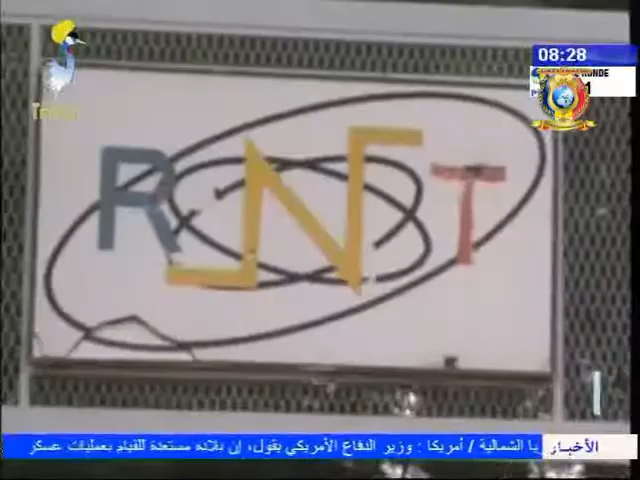 08:28
RNT
الأخبار
يا الشمالية / أمريكا : وزير الدفاع الأمريكي يقول، إن بلاده مستعدة للقيام بعمليات عسكر